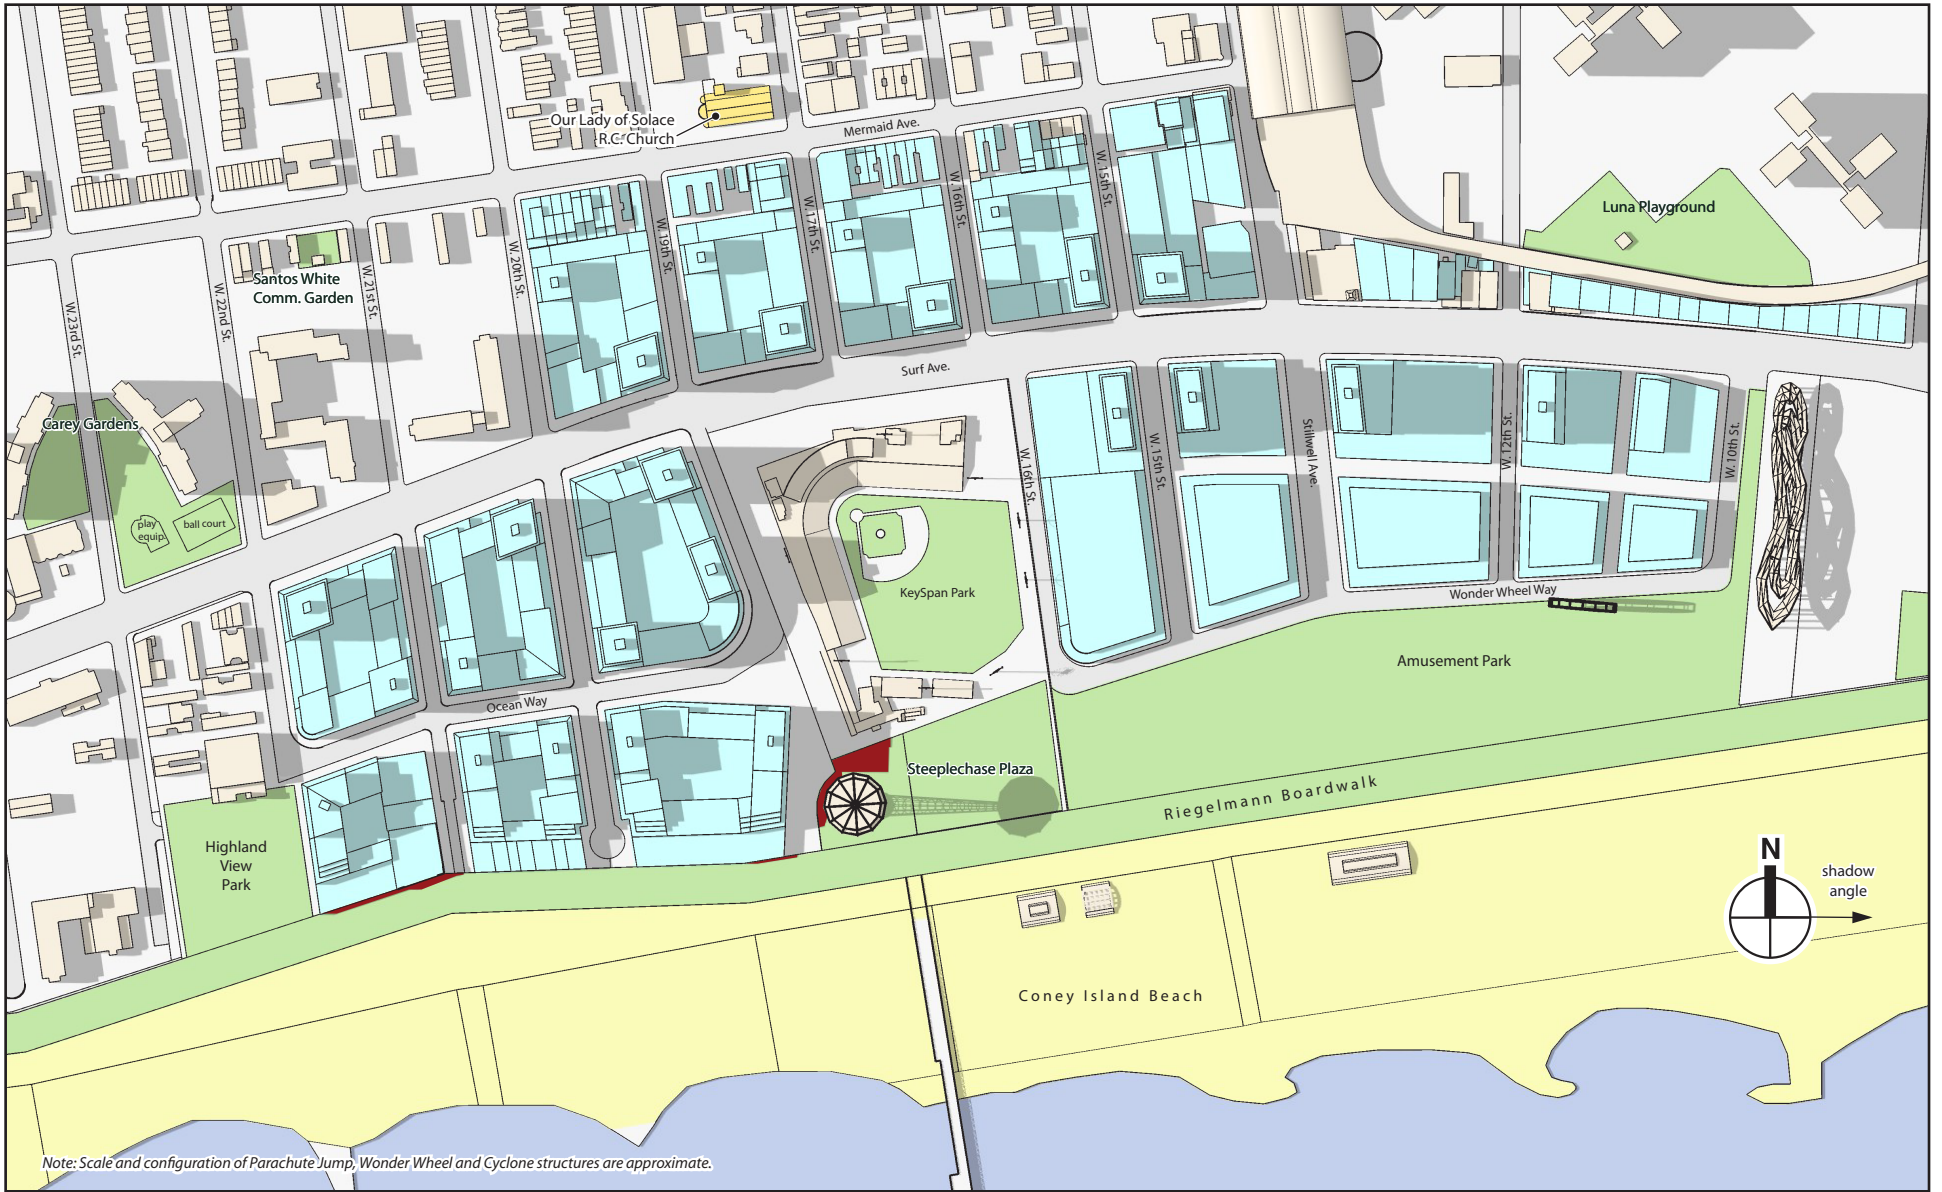 Our Lady of Solace
R.C. Church
Mermaid Ave.
Luna Playground
W. 15th St.
W. 16th St.
W. 17th St.
W. 19th St.
W. 20th St.
Santos White
Comm. Garden
W. 21st St.
W. 22nd St.
W. 23rd St.
Surf Ave.
Carey Gardens
play
equip.
ball court
W. 16th St.
W. 15th St.
Stillwell Ave.
W. 12th St.
W. 10th St.
KeySpan Park
Wonder Wheel Way
Amusement Park
Ocean Way
Steeplechase Plaza
Riegelmann Boardwalk
Highland
View
Park
N
shadow
angle
Coney Island Beach
Note: Scale and configuration of Parachute Jump, Wonder Wheel and Cyclone structures are approximate.